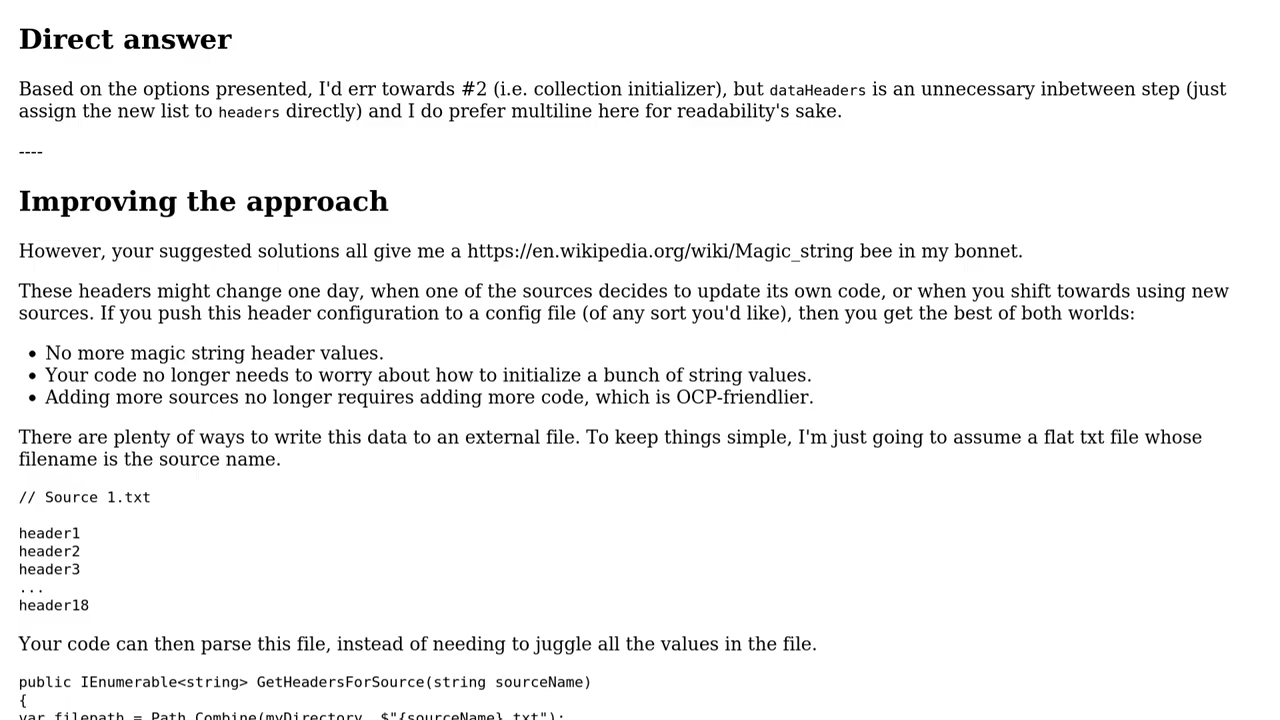 Direct answer
Based on the options presented, I'd err towards #2 (i.e. collection initializer), but dataHeaders is an unnecessary inbetween step (just
assign the new list to headers directly) and I do prefer multiline here for readability's sake.
----
Improving the approach
However, your suggested solutions all give me a https://en.wikipedia.org/wiki/Magic_string bee in my bonnet.
These headers might change one day, when one of the sources decides to update its own code, or when you shift towards using new
sources. If you push this header configuration to a config file (of any sort you'd like), then you get the best of both worlds:
• No more magic string header values.
• Your code no longer needs to worry about how to initialize a bunch of string values.
• Adding more sources no longer requires adding more code, which is OCP-friendlier.
There are plenty of ways to write this data to an external file. To keep things simple, I'm just going to assume a flat txt file whose
filename is the source name.
// Source 1.txt
header1
header2
header3
...
header18
Your code can then parse this file, instead of needing to juggle all the values in the file.
public IEnumerable<string> GetHeadersForSource(string sourceName)
{
var filepath = Path.Combine(myDirectory, $"{sourceName}.txt");